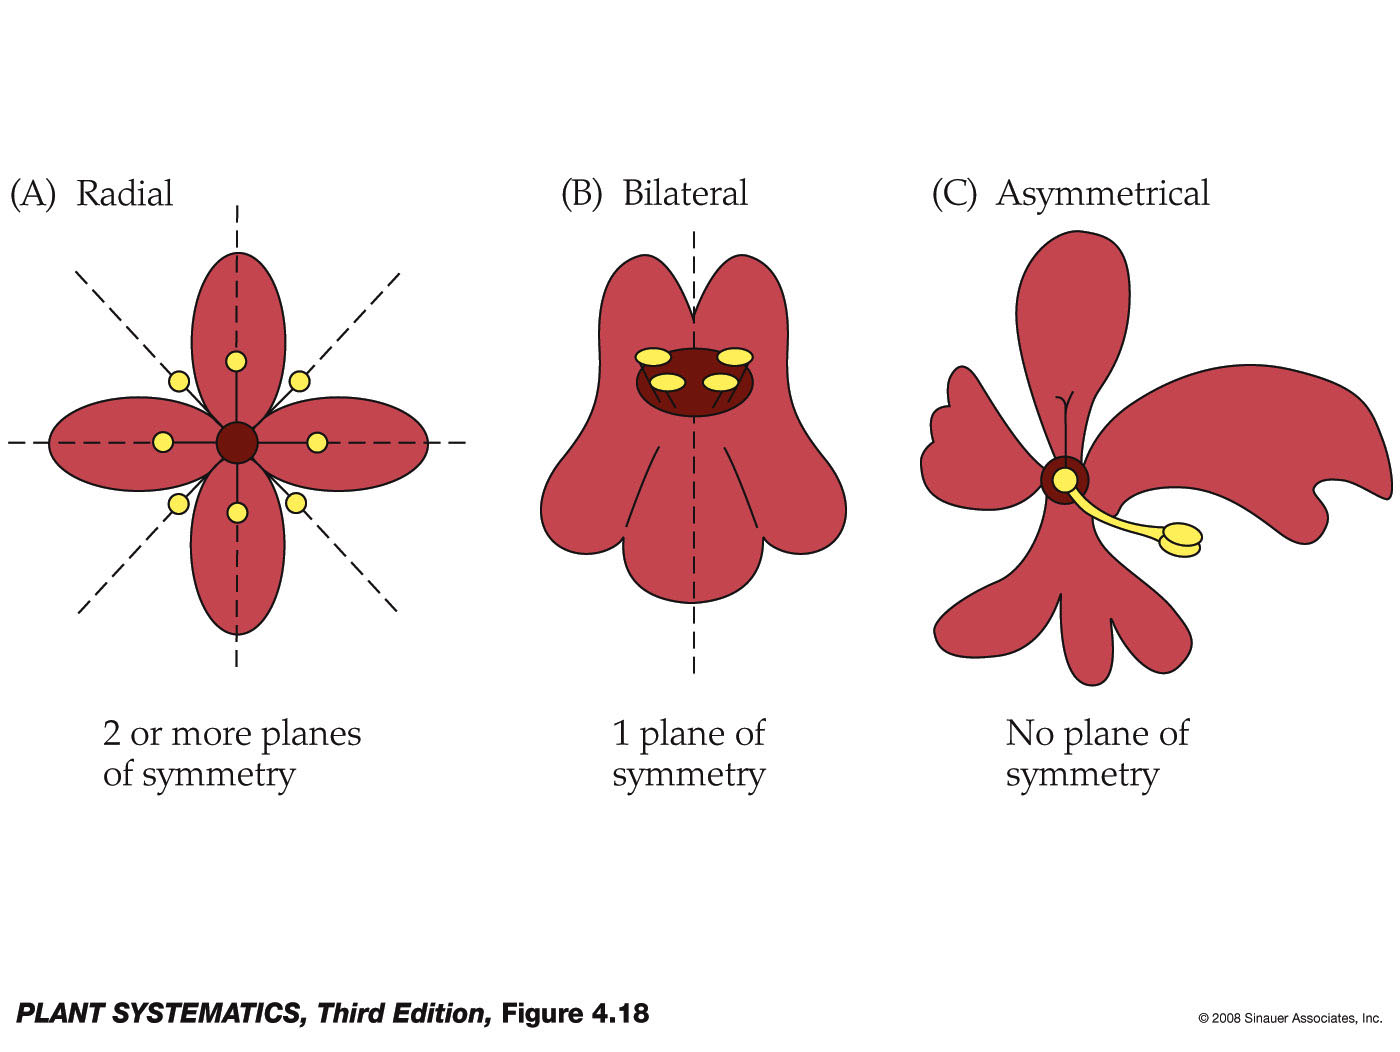 (A) Radial
(B) Bilateral
(C) Asymmetrical
2 or more planes
of symmetry
1 plane of
symmetry
No plane of
symmetry
PLANT SYSTEMATICS, Third Edition, Figure 4.18
© 2008 Sinauer Associates, Inc.